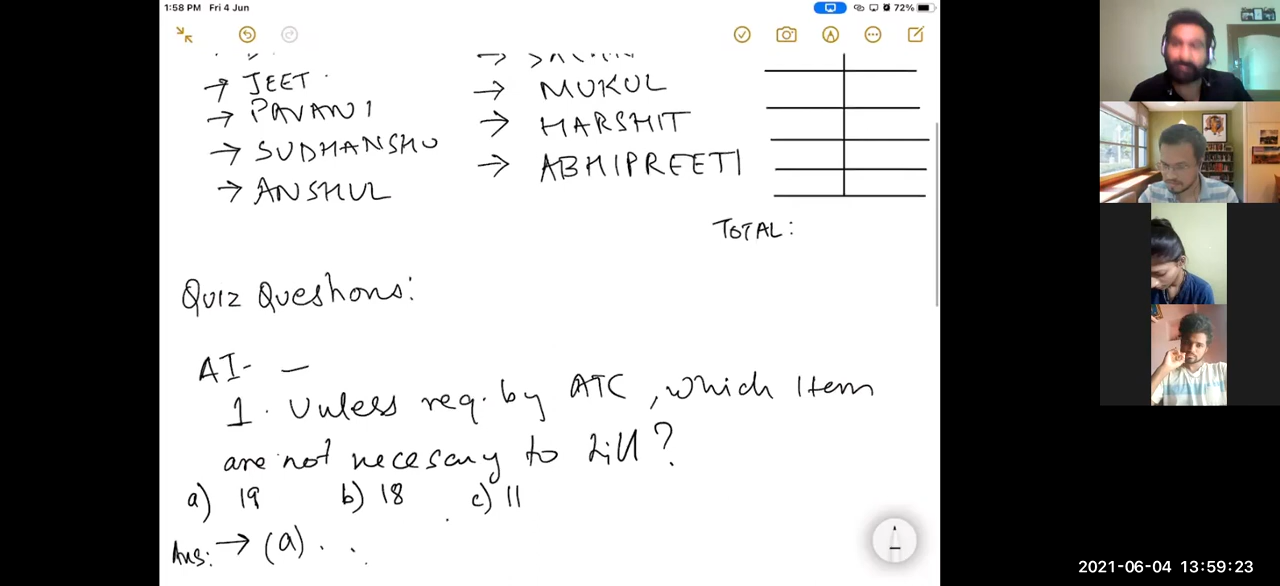 1:58 PM Fri 4 Jun
72%
→ JEET
→ MUKUL
→ PAVANI
→ HARSHIT
→ SUDHANSHU
→ ABHIPREETI
→ ANSHUL
TOTAL:
Quiz Questions:
AI- —
1. Unless req. by ATC, which Item
are not necesary to fill?
a) 19 b) 18 c) 11
Ans: → (a) . .
2021-06-04 13:59:23